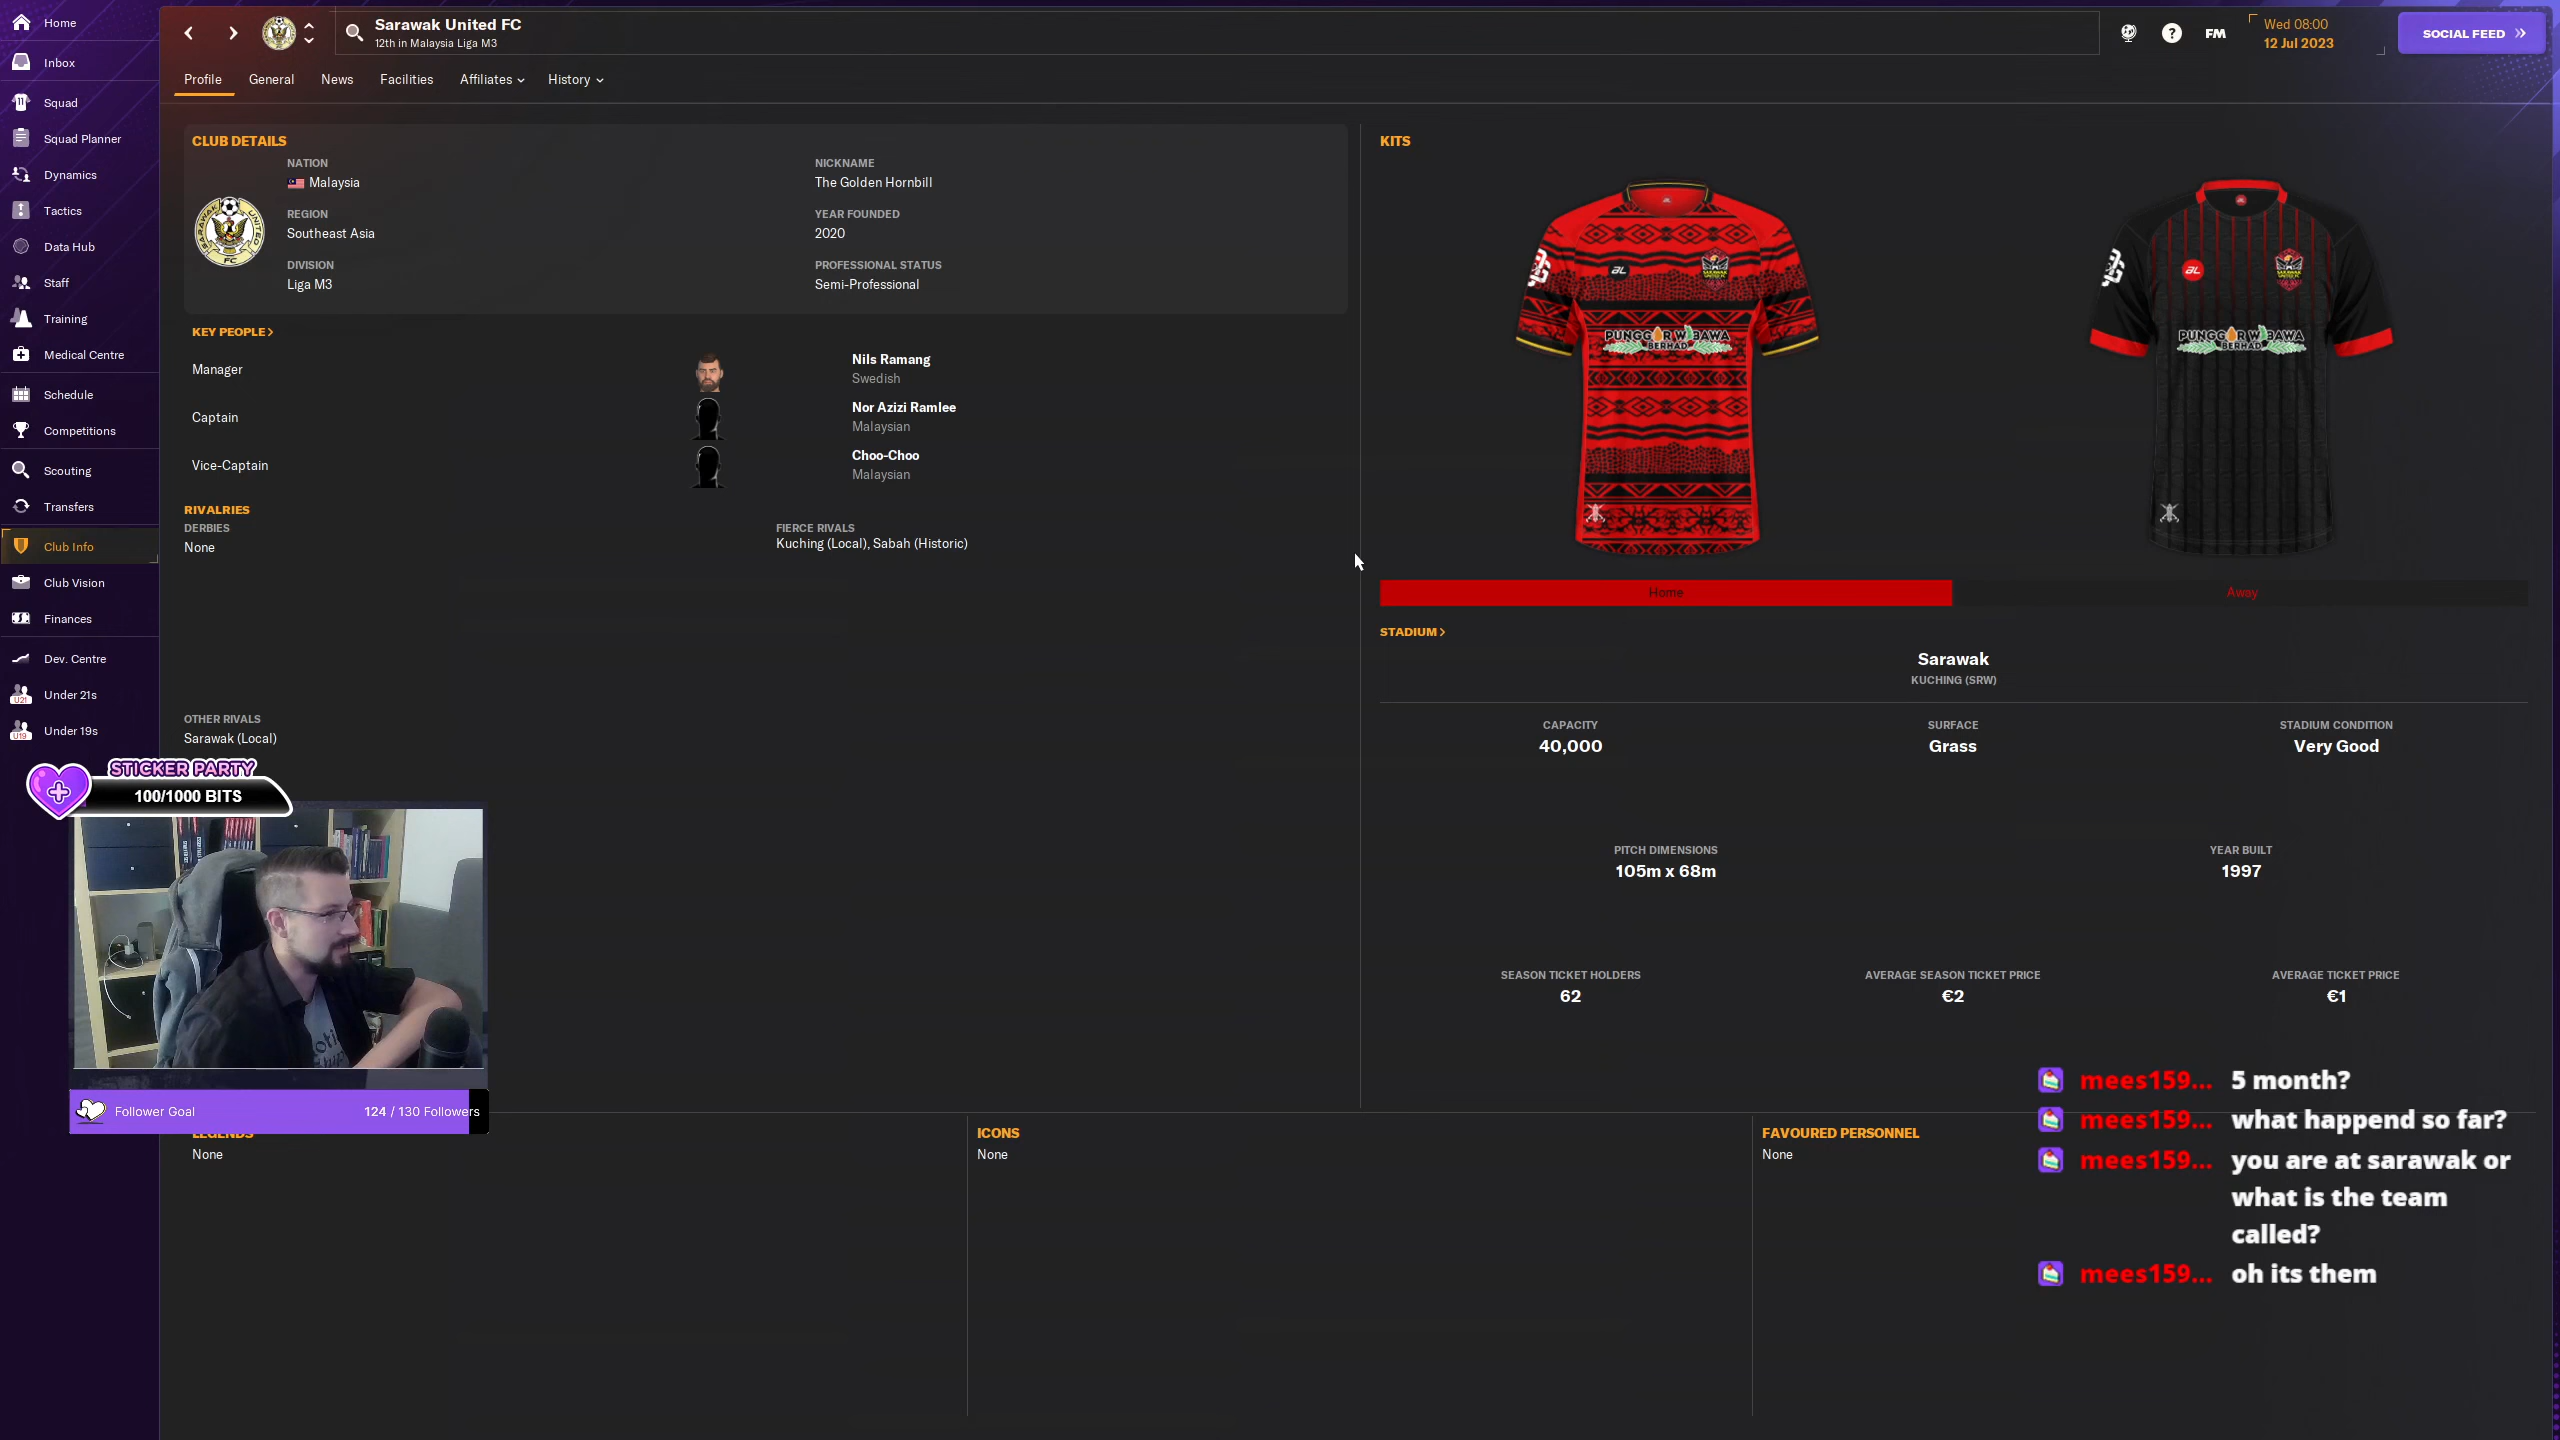 Home
Inbox
Squad
Squad Planner
Dynamics
Tactics
Data Hub
Staff
Training
Medical Centre
Schedule
Competitions
Scouting
Transfers
Club Info
Club Vision
Finances
Dev. Centre
Under 21s
Under 19s
Sarawak United FC
12th in Malaysia Liga M3
FM
Wed 08:00
12 Jul 2023
SOCIAL FEED
Profile
General
News
Facilities
Affiliates
History
CLUB DETAILS
NATION
Malaysia
NICKNAME
The Golden Hornbill
REGION
Southeast Asia
YEAR FOUNDED
2020
DIVISION
Liga M3
PROFESSIONAL STATUS
Semi-Professional
KEY PEOPLE
Manager
Nils Ramang
Swedish
Captain
Nor Azizi Ramlee
Malaysian
Vice-Captain
Choo-Choo
Malaysian
RIVALRIES
DERBIES
None
FIERCE RIVALS
Kuching (Local), Sabah (Historic)
OTHER RIVALS
Sarawak (Local)
STICKER PARTY
100/1000 BITS
Follower Goal
124 / 130 Followers
LEGENDS
None
ICONS
None
FAVOURED PERSONNEL
None
KITS
PUNGGOR WIBAWA
BERHAD
PUNGGOR WIBAWA
BERHAD
Home
Away
STADIUM
Sarawak
KUCHING (SRW)
CAPACITY
40,000
SURFACE
Grass
STADIUM CONDITION
Very Good
PITCH DIMENSIONS
105m x 68m
YEAR BUILT
1997
SEASON TICKET HOLDERS
62
AVERAGE SEASON TICKET PRICE
€2
AVERAGE TICKET PRICE
€1
mees159... 5 month?
mees159... what happend so far?
mees159... you are at sarawak or
what is the team
called?
mees159... oh its them